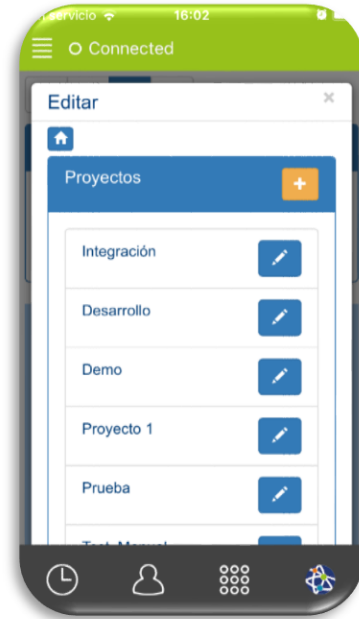 servicio 16:02
Connected
Editar ×
Proyectos +
Integración
Desarrollo
Demo
Proyecto 1
Prueba